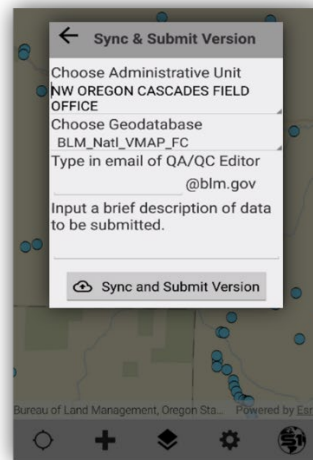 Sync & Submit Version
Choose Administrative Unit
NW OREGON CASCADES FIELD
OFFICE
Choose Geodatabase
BLM_Natl_VMAP_FC
Type in email of QA/QC Editor
@blm.gov
Input a brief description of data
to be submitted.
Sync and Submit Version
Bureau of Land Management, Oregon Sta... Powered by Esri